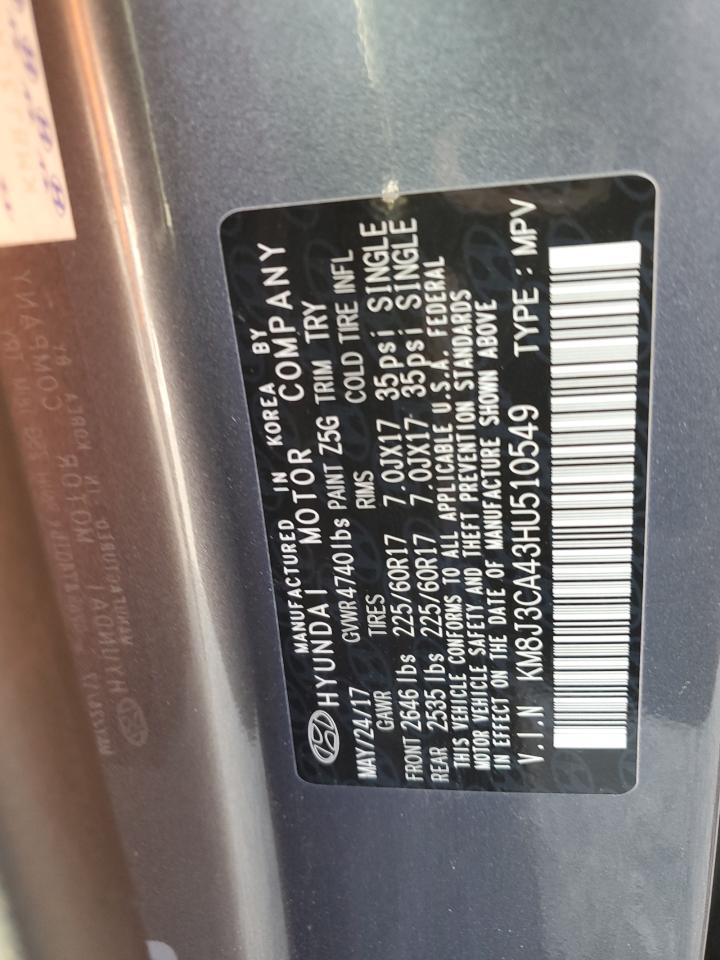 MANUFACTURED IN KOREA BY
HYUNDAI MOTOR COMPANY
MAY/24/17 GVWR 4740 lbs PAINT Z5G TRIM TRY
GAWR TIRES RIMS COLD TIRE INFL
FRONT 2646 lbs 225/60R17 7.0JX17 35psi SINGLE
REAR 2535 lbs 225/60R17 7.0JX17 35psi SINGLE
THIS VEHICLE CONFORMS TO ALL APPLICABLE U.S.A. FEDERAL
MOTOR VEHICLE SAFETY AND THEFT PREVENTION STANDARDS
IN EFFECT ON THE DATE OF MANUFACTURE SHOWN ABOVE
V.I.N KM8J3CA43HU510549 TYPE : MPV